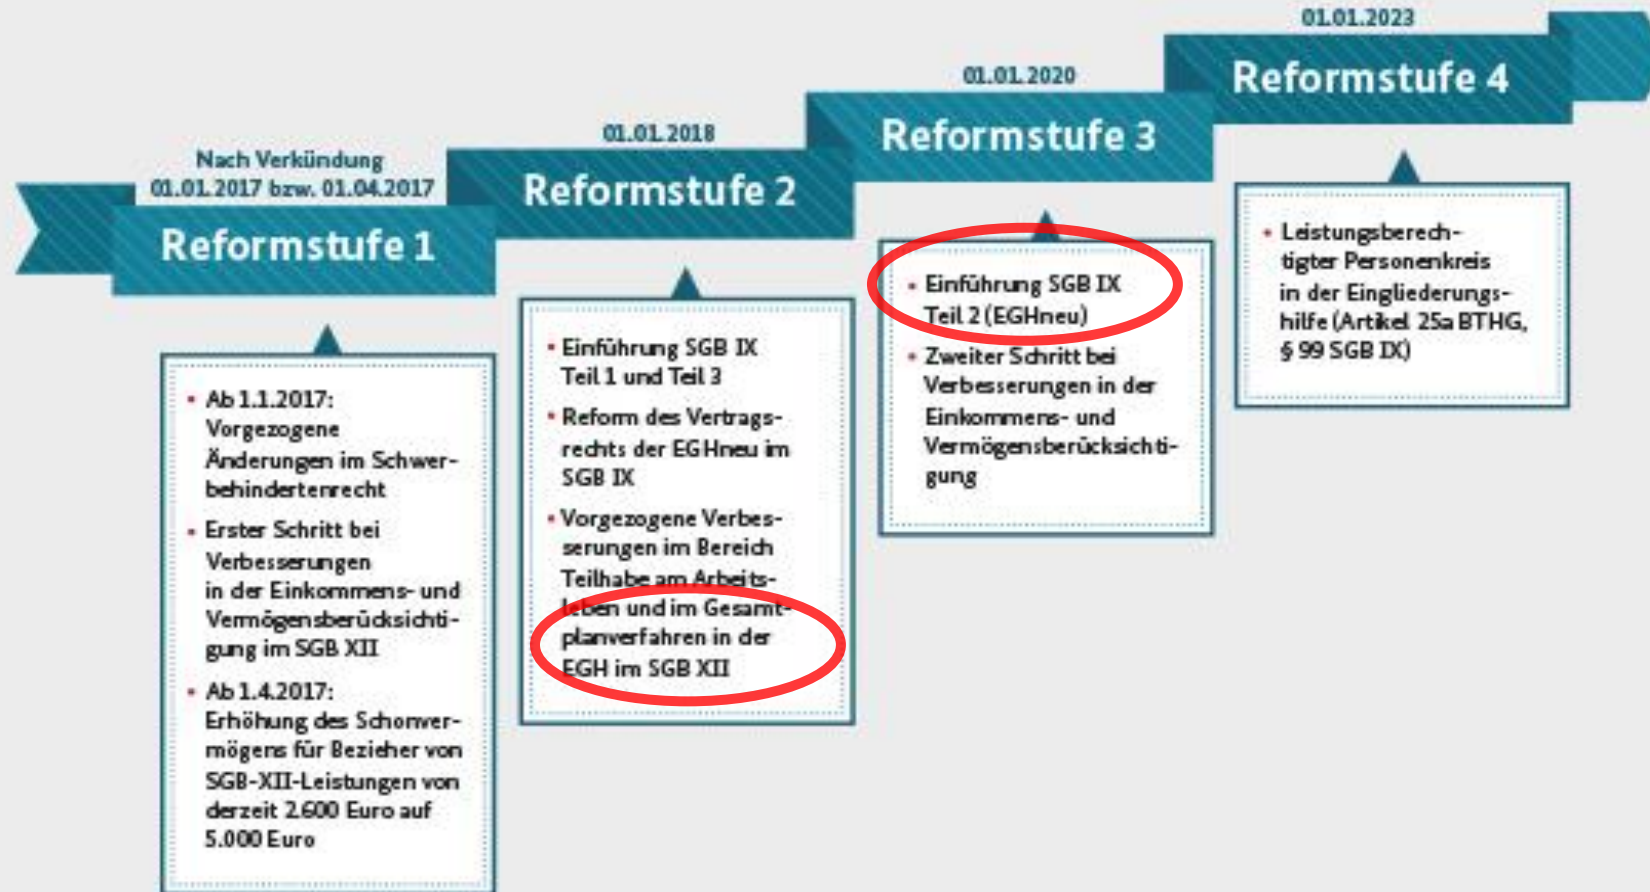 Nach Verkündung
01.01.2017 bzw. 01.04.2017
Reformstufe 1
• Ab 1.1.2017:
Vorgezogene
Änderungen im Schwer-
behindertenrecht
• Erster Schritt bei
Verbesserungen
in der Einkommens- und
Vermögensberücksichti-
gung im SGB XII
• Ab 1.4.2017:
Erhöhung des Schonver-
mögens für Bezieher von
SGB-XII-Leistungen von
derzeit 2.600 Euro auf
5.000 Euro
01.01.2018
Reformstufe 2
• Einführung SGB IX
Teil 1 und Teil 3
• Reform des Vertrags-
rechts der EGHneu im
SGB IX
• Vorgezogene Verbes-
serungen im Bereich
Teilhabe am Arbeits-
leben und im Gesamt-
planverfahren in der
EGH im SGB XII
01.01.2020
Reformstufe 3
• Einführung SGB IX
Teil 2 (EGHneu)
• Zweiter Schritt bei
Verbesserungen in der
Einkommens- und
Vermögensberücksichti-
gung
01.01.2023
Reformstufe 4
• Leistungsberech-
tigter Personenkreis
in der Eingliederungs-
hilfe (Artikel 25a BTHG,
§ 99 SGB IX)